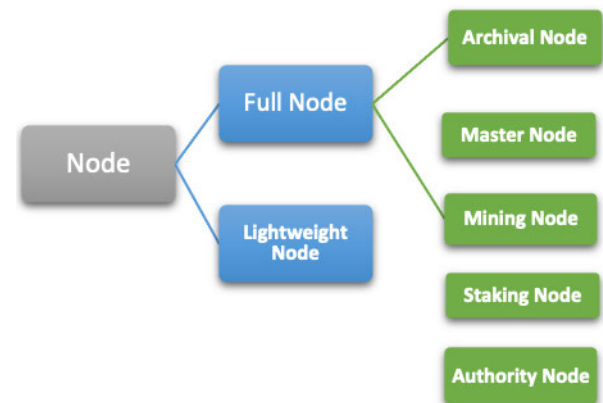 Archival Node
Full Node
Master Node
Node
Mining Node
Lightweight
Node
Staking Node
Authority Node